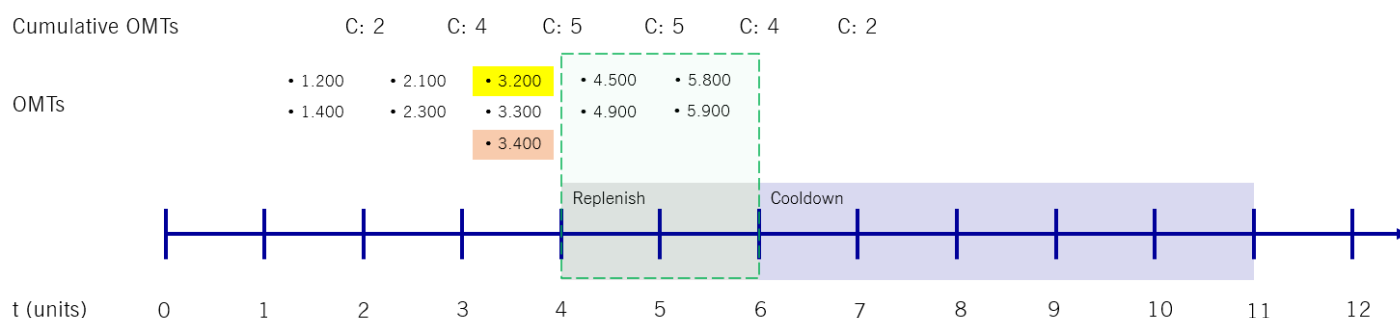 Cumulative OMTs C: 2 C: 4 C: 5 C: 5 C: 4 C: 2
• 1.200 • 2.100 • 3.200 • 4.500 • 5.800
OMTs
• 1.400 • 2.300 • 3.300 • 4.900 • 5.900
• 3.400
Replenish Cooldown
t (units) 0 1 2 3 4 5 6 7 8 9 10 11 12